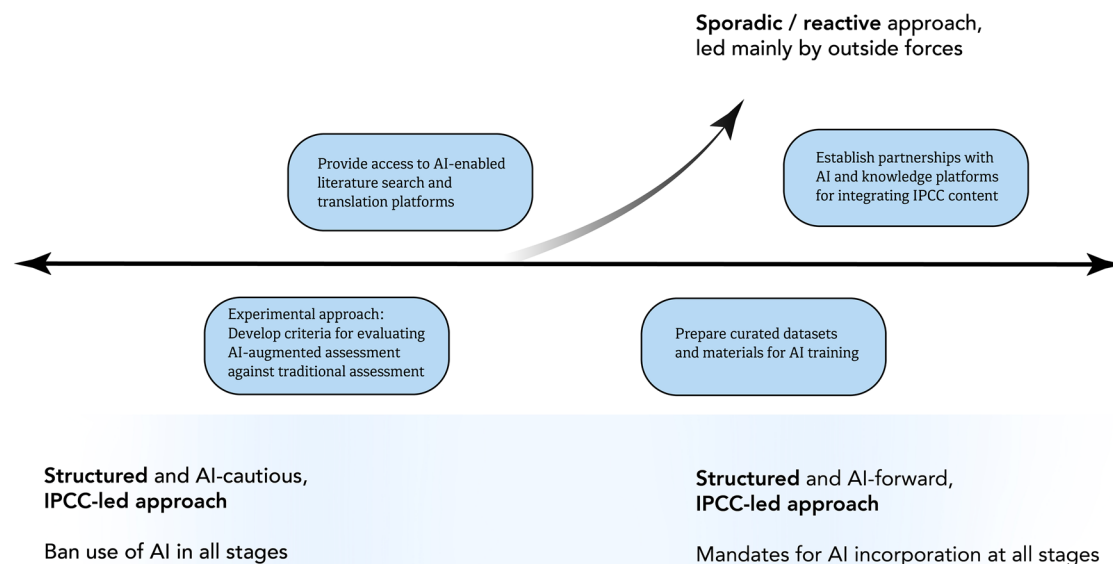 Sporadic / reactive approach,
led mainly by outside forces
Provide access to AI-enabled
literature search and
translation platforms
Establish partnerships with
AI and knowledge platforms
for integrating IPCC content
Experimental approach:
Develop criteria for evaluating
AI-augmented assessment
against traditional assessment
Prepare curated datasets
and materials for AI training
Structured and AI-cautious,
IPCC-led approach
Ban use of AI in all stages
Structured and AI-forward,
IPCC-led approach
Mandates for AI incorporation at all stages